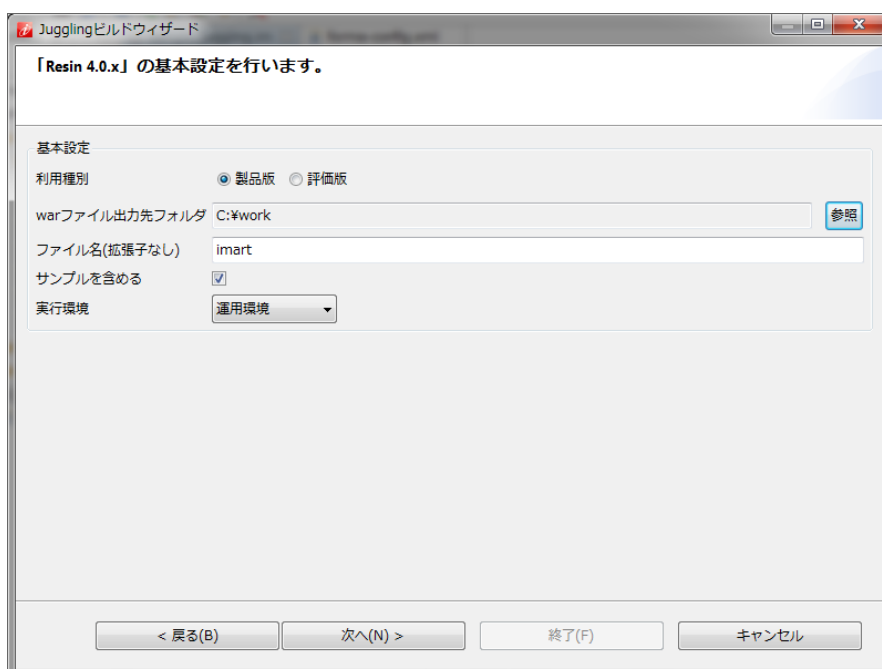 Jugglingビルドウィザード
「Resin 4.0.x」の基本設定を行います。
基本設定
利用種別 製品版 評価版
warファイル出力先フォルダ C:¥work 参照
ファイル名(拡張子なし) imart
サンプルを含める
実行環境 運用環境
< 戻る(B) 次へ(N) > 終了(F) キャンセル